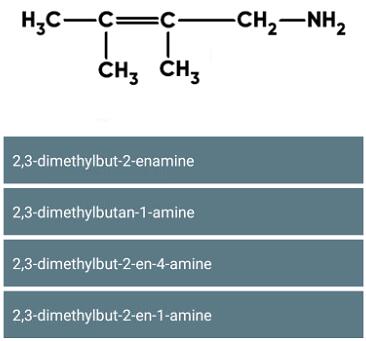 H₃C—C=C—CH₂—NH₂
CH₃ CH₃
2,3-dimethylbut-2-enamine
2,3-dimethylbutan-1-amine
2,3-dimethylbut-2-en-4-amine
2,3-dimethylbut-2-en-1-amine